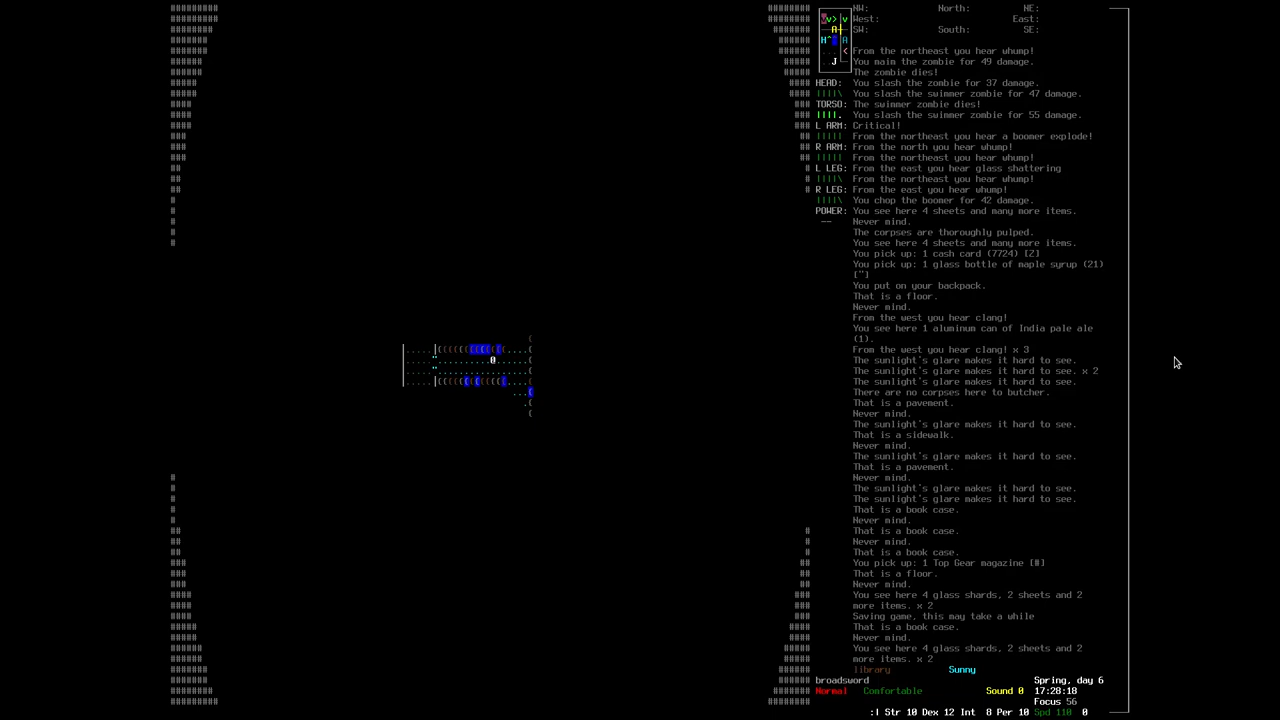 NW: North: NE:
West: East:
SW: South: SE:
From the northeast you hear whump!
You maim the zombie for 49 damage.
The zombie dies!
HEAD: You slash the zombie for 37 damage.
You slash the swimmer zombie for 47 damage.
TORSO: The swimmer zombie dies!
You slash the swimmer zombie for 55 damage.
L ARM: Critical!
From the northeast you hear a boomer explode!
R ARM: From the north you hear whump!
From the northeast you hear whump!
L LEG: From the east you hear glass shattering
From the northeast you hear whump!
R LEG: From the east you hear whump!
You chop the boomer for 42 damage.
POWER: You see here 4 sheets and many more items.
-- Never mind.
The corpses are thoroughly pulped.
You see here 4 sheets and many more items.
You pick up: 1 cash card (7724) [Z]
You pick up: 1 glass bottle of maple syrup (21)
["]
You put on your backpack.
That is a floor.
Never mind.
From the west you hear clang!
You see here 1 aluminum can of India pale ale
(1).
From the west you hear clang! x 3
The sunlight's glare makes it hard to see.
The sunlight's glare makes it hard to see. x 2
The sunlight's glare makes it hard to see.
There are no corpses here to butcher.
That is a pavement.
Never mind.
The sunlight's glare makes it hard to see.
That is a sidewalk.
Never mind.
The sunlight's glare makes it hard to see.
That is a pavement.
Never mind.
The sunlight's glare makes it hard to see.
The sunlight's glare makes it hard to see.
That is a book case.
Never mind.
That is a book case.
Never mind.
That is a book case.
You pick up: 1 Top Gear magazine [#]
That is a floor.
Never mind.
You see here 4 glass shards, 2 sheets and 2
more items. x 2
Saving game, this may take a while
That is a book case.
Never mind.
You see here 4 glass shards, 2 sheets and 2
more items. x 2
library Sunny
broadsword Spring, day 6
Normal Comfortable Sound 0 17:28:18
Focus 56
:| Str 10 Dex 12 Int 8 Per 10 Spd 110 0